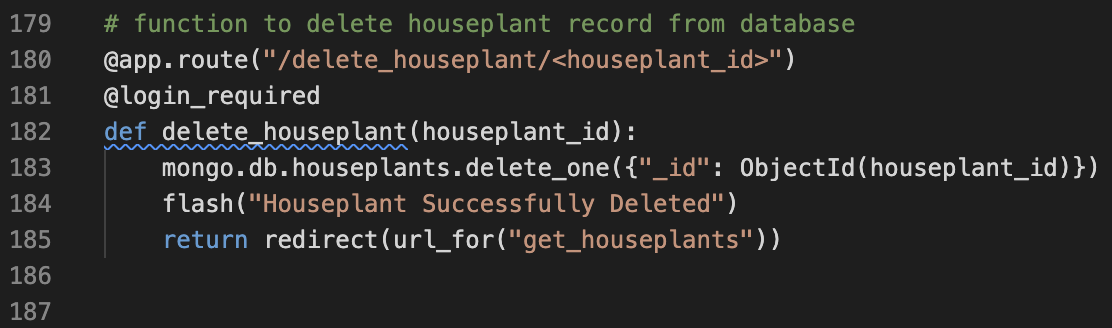 179 # function to delete houseplant record from database
180 @app.route("/delete_houseplant/<houseplant_id>")
181 @login_required
182 def delete_houseplant(houseplant_id):
183     mongo.db.houseplants.delete_one({"_id": ObjectId(houseplant_id)})
184     flash("Houseplant Successfully Deleted")
185     return redirect(url_for("get_houseplants"))
186
187